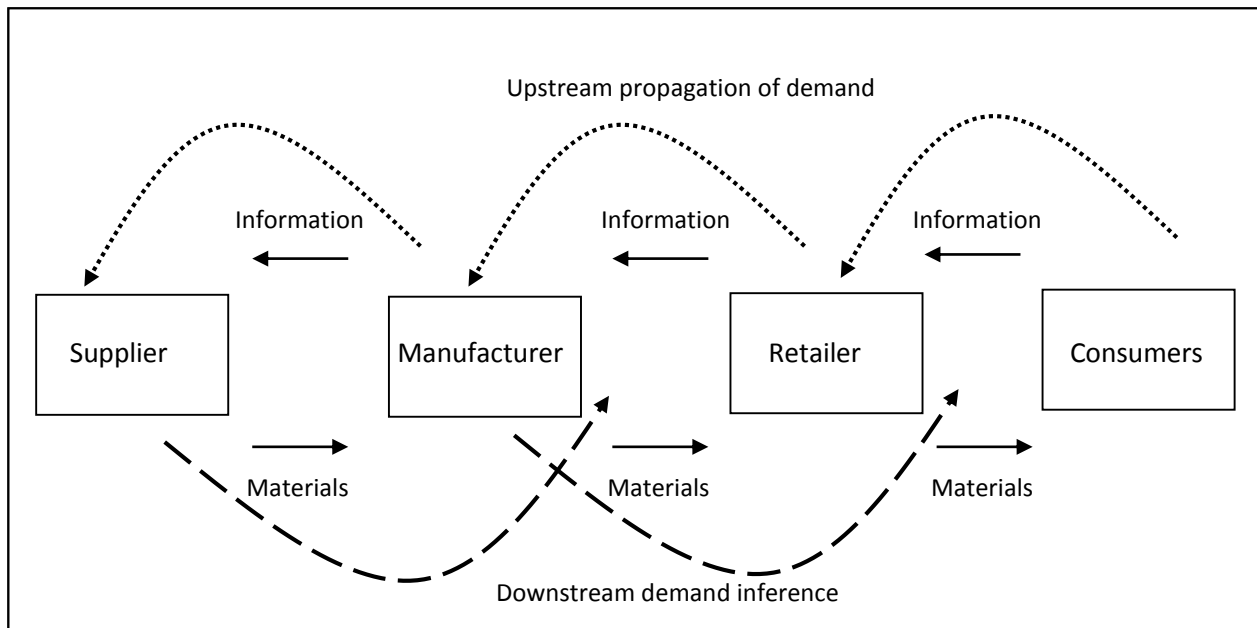 Upstream propagation of demand
Information
Information
Information
Supplier
Manufacturer
Retailer
Consumers
Materials
Materials
Materials
Downstream demand inference